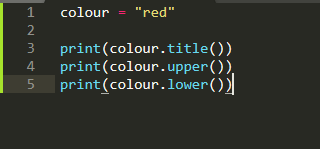 1 colour = "red"
2
3 print(colour.title())
4 print(colour.upper())
5 print(colour.lower())